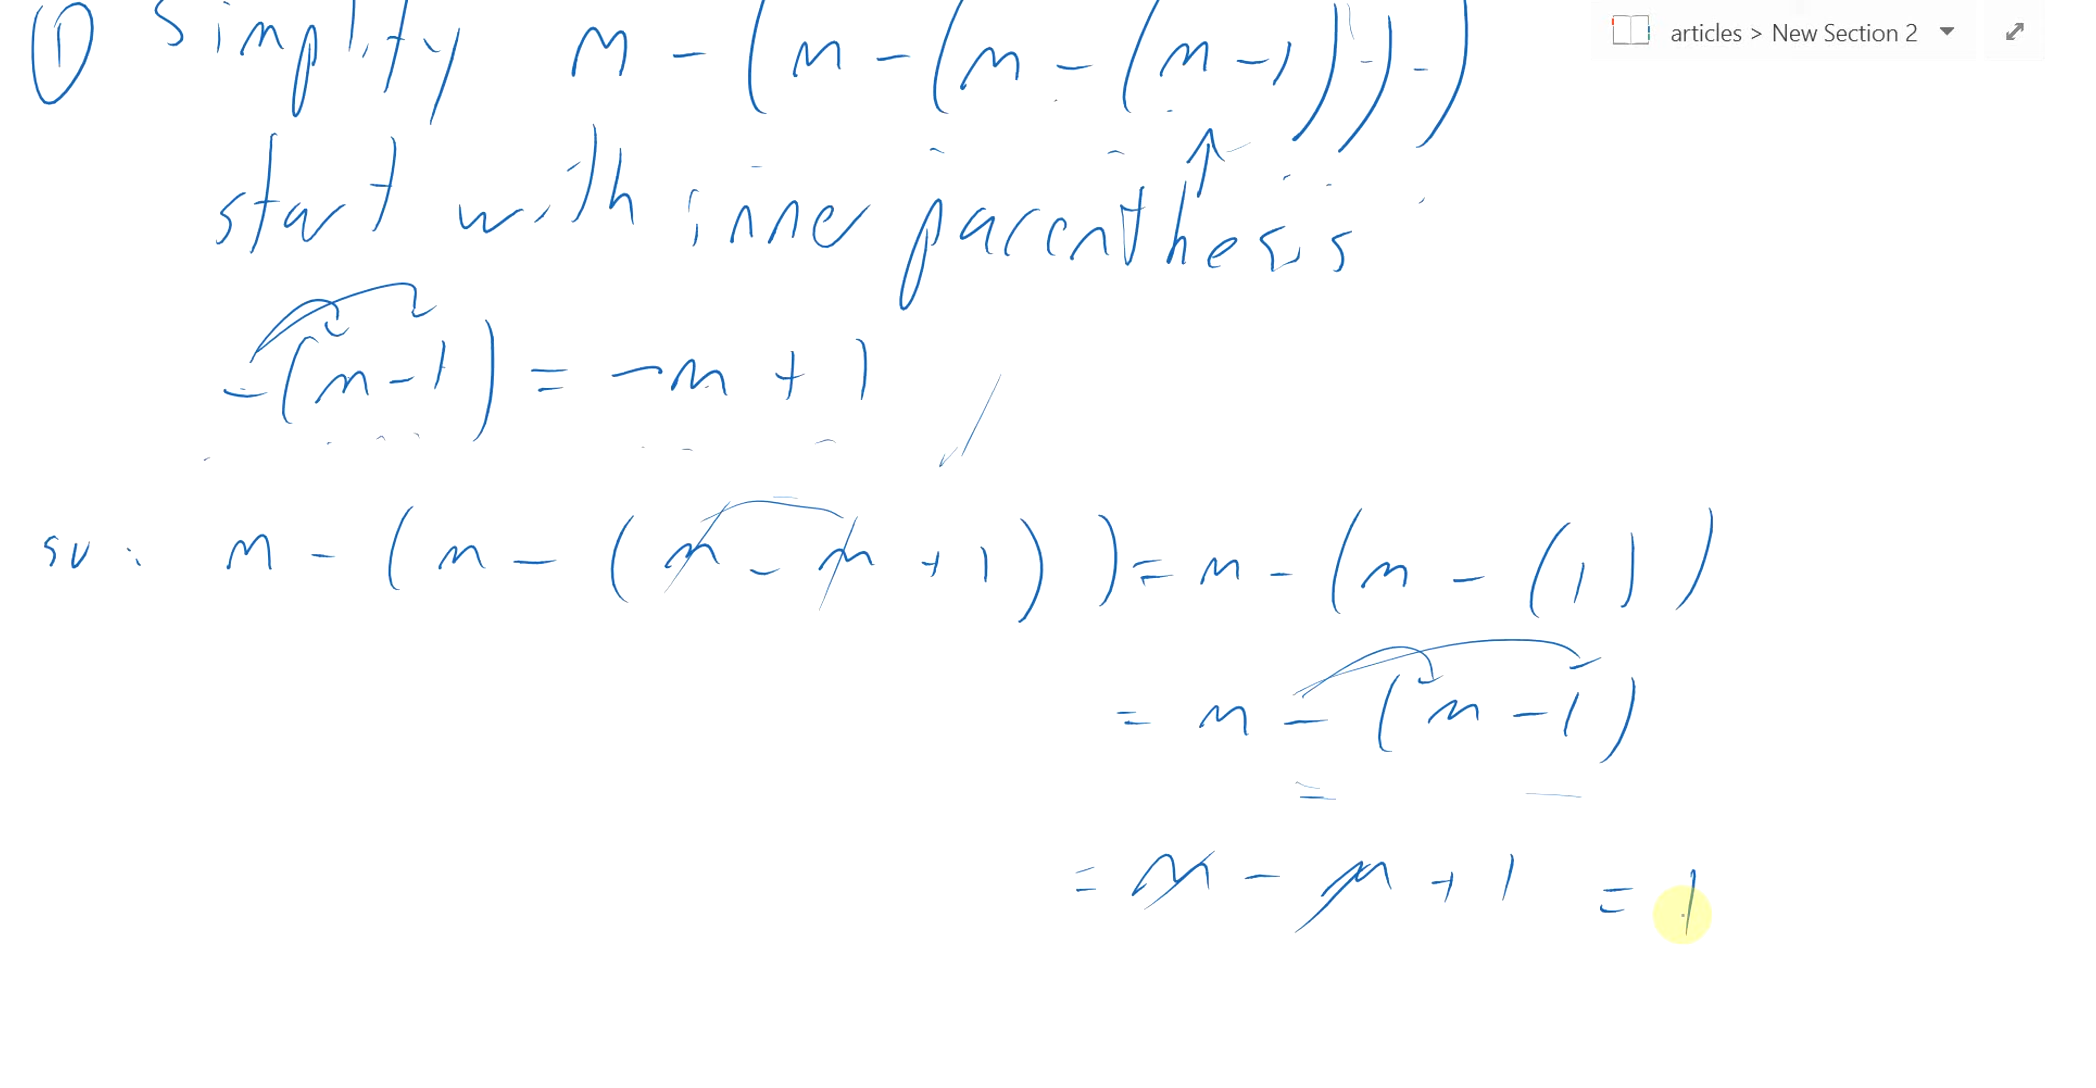 ① Simplify m - (m - (m - (m - 1)))
articles > New Section 2
start with inner parenthesis
-(m - 1) = -m + 1
so: m - (m - (m - m + 1)) = m - (m - (1))
= m - (m - 1)
= m - m + 1 = 1